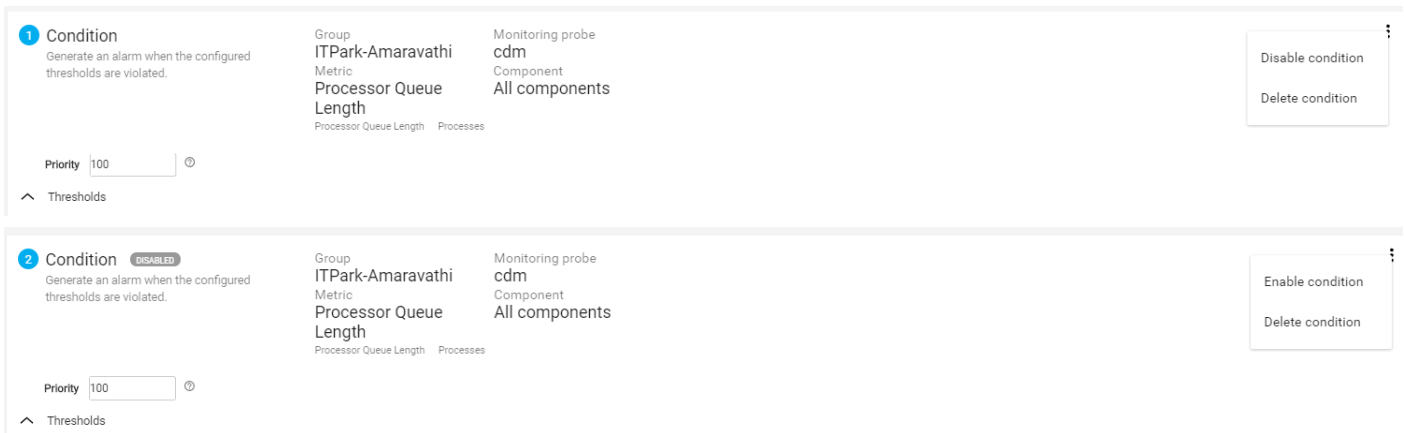 1 Condition
Generate an alarm when the configured
thresholds are violated.
Group
ITPark-Amaravathi
Metric
Processor Queue
Length
Processor Queue Length Processes
Monitoring probe
cdm
Component
All components
Disable condition
Delete condition
Priority 100
Thresholds
2 Condition DISABLED
Generate an alarm when the configured
thresholds are violated.
Group
ITPark-Amaravathi
Metric
Processor Queue
Length
Processor Queue Length Processes
Monitoring probe
cdm
Component
All components
Enable condition
Delete condition
Priority 100
Thresholds